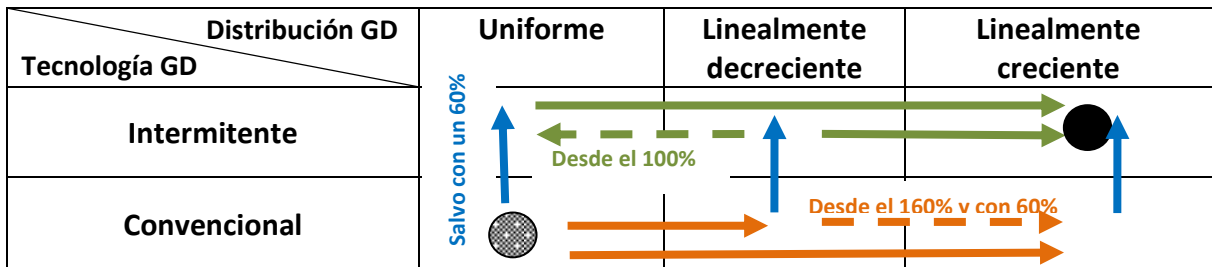 Distribución GD
Tecnología GD
Uniforme
Linealmente
decreciente
Linealmente
creciente
Intermitente
Salvo con un 60%
Desde el 100%
Convencional
Desde el 160% y con 60%